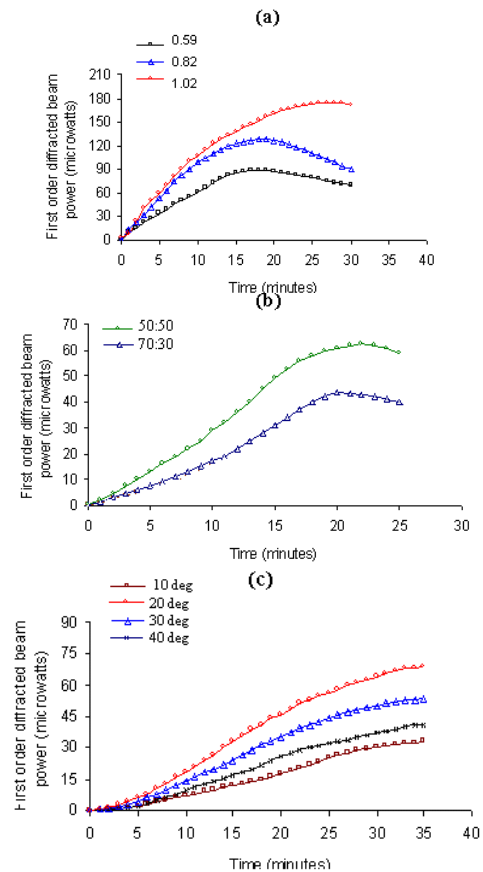 (a)
0.59
0.82
1.02
First order diffracted beam
power (microwatts)
210
180
150
120
90
60
30
0
0 10 20 30 40
Time (minutes)
(b)
50:50
70:30
First order diffracted beam
power (microwatts)
70
60
50
40
30
20
10
0
0 5 10 15 20 25 30
Time (minutes)
(c)
10 deg
20 deg
30 deg
40 deg
First order diffracted beam
power (microwatts)
90
75
60
45
30
15
0
0 5 10 15 20 25 30 35 40
Time (minutes)